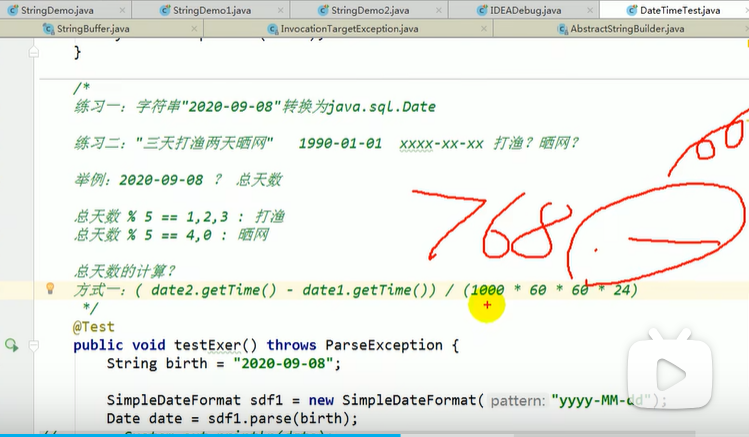 StringDemo.java StringDemo1.java StringDemo2.java IDEADebug.java DateTimeTest.java
StringBuffer.java InvocationTargetException.java AbstractStringBuilder.java
}
/*
练习一：字符串"2020-09-08"转换为java.sql.Date
练习二："三天打渔两天晒网" 1990-01-01 xxxx-xx-xx 打渔？晒网？
举例：2020-09-08 ？ 总天数
总天数 % 5 == 1,2,3 : 打渔
总天数 % 5 == 4,0 : 晒网
总天数的计算？
方式一：( date2.getTime() - date1.getTime()) / (1000 * 60 * 60 * 24)
*/
@Test
public void testExer() throws ParseException {
String birth = "2020-09-08";
SimpleDateFormat sdf1 = new SimpleDateFormat( pattern: "yyyy-MM-dd");
Date date = sdf1.parse(birth);
768